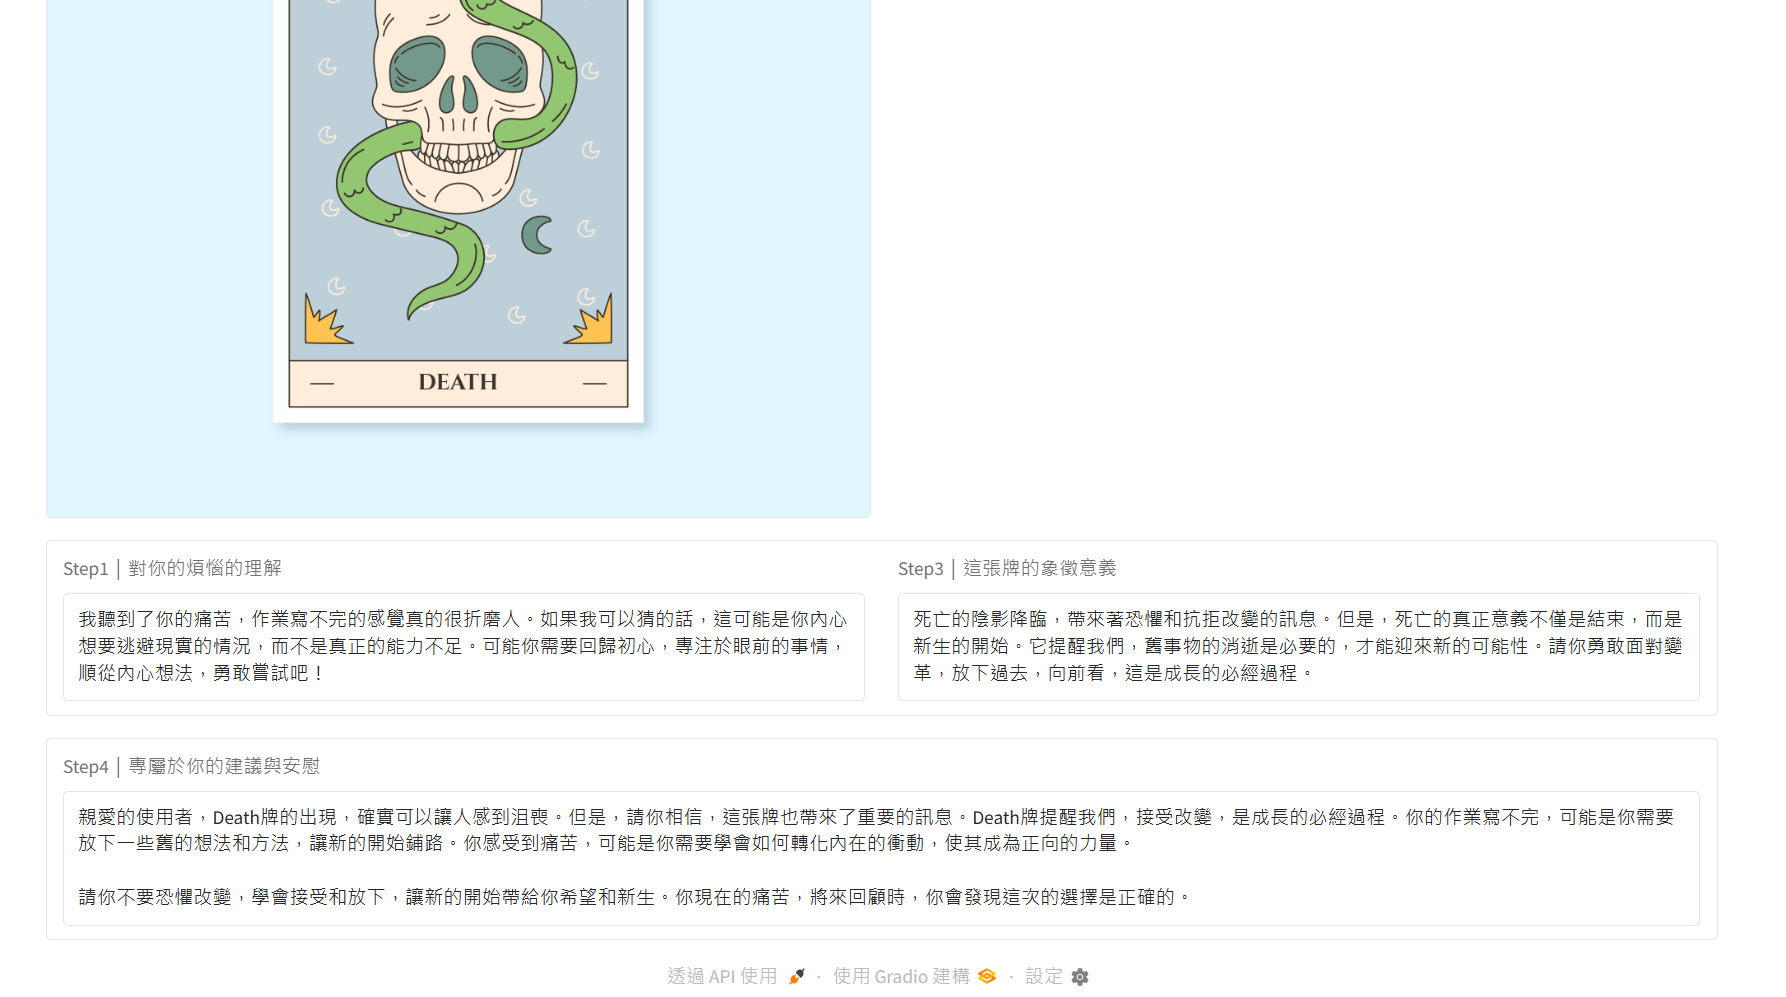 — DEATH —
Step1｜對你的煩惱的理解
我聽到了你的痛苦，作業寫不完的感覺真的很折磨人。如果我可以猜的話，這可能是你內心
想要逃避現實的情況，而不是真正的能力不足。可能你需要回歸初心，專注於眼前的事情，
順從內心想法，勇敢嘗試吧！
Step3｜這張牌的象徵意義
死亡的陰影降臨，帶來著恐懼和抗拒改變的訊息。但是，死亡的真正意義不僅是結束，而是
新生的開始。它提醒我們，舊事物的消逝是必要的，才能迎來新的可能性。請你勇敢面對變
革，放下過去，向前看，這是成長的必經過程。
Step4｜專屬於你的建議與安慰
親愛的使用者，Death牌的出現，確實可以讓人感到沮喪。但是，請你相信，這張牌也帶來了重要的訊息。Death牌提醒我們，接受改變，是成長的必經過程。你的作業寫不完，可能是你需要
放下一些舊的想法和方法，讓新的開始鋪路。你感受到痛苦，可能是你需要學會如何轉化內在的衝動，使其成為正向的力量。
請你不要恐懼改變，學會接受和放下，讓新的開始帶給你希望和新生。你現在的痛苦，將來回顧時，你會發現這次的選擇是正確的。
透過 API 使用 · 使用 Gradio 建構 · 設定